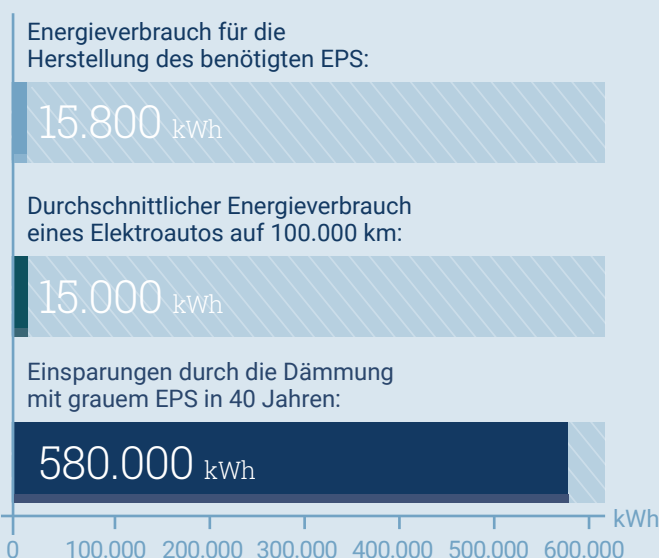 Energieverbrauch für die
Herstellung des benötigten EPS:
15.800 kWh
Durchschnittlicher Energieverbrauch
eines Elektroautos auf 100.000 km:
15.000 kWh
Einsparungen durch die Dämmung
mit grauem EPS in 40 Jahren:
580.000 kWh
kWh
0 100.000 200.000 300.000 400.000 500.000 600.000